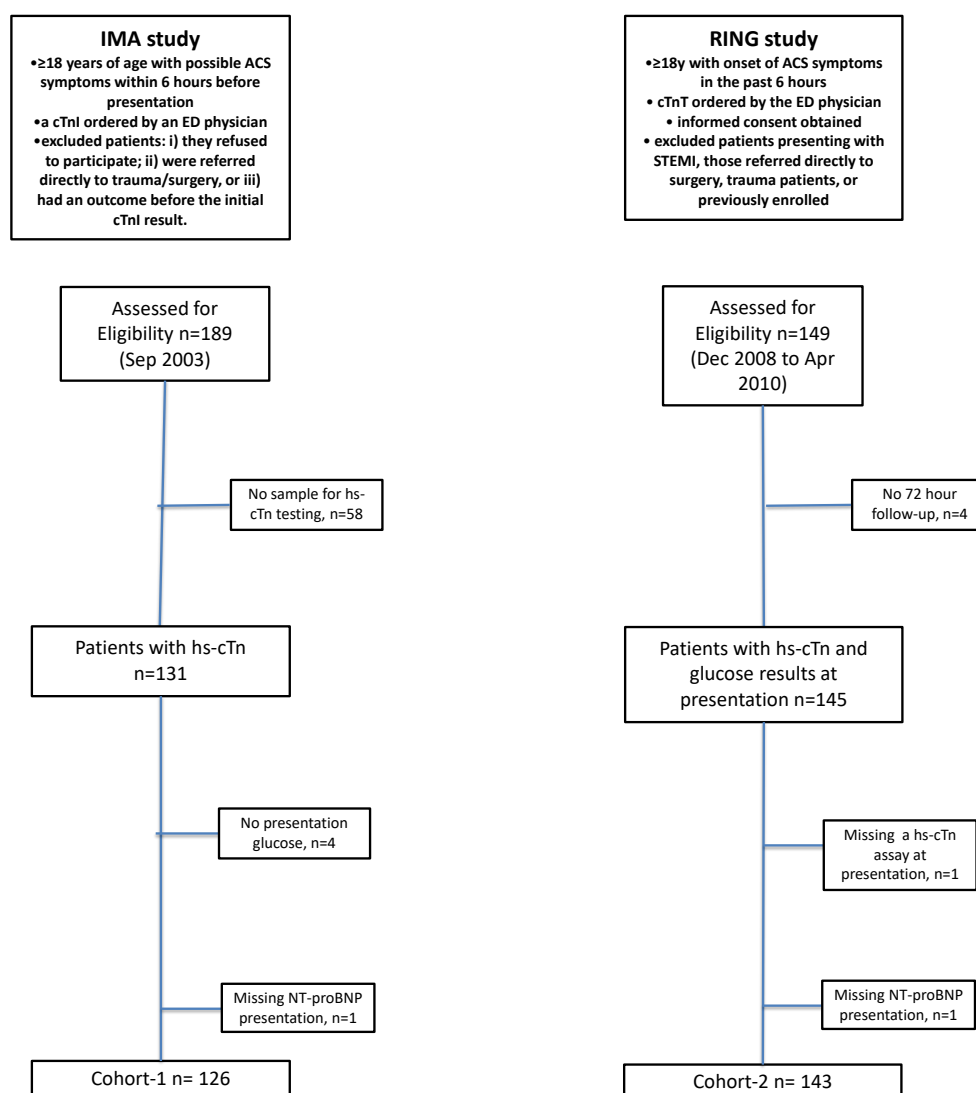 IMA study
•≥18 years of age with possible ACS
symptoms within 6 hours before
presentation
•a cTnI ordered by an ED physician
•excluded patients: i) they refused
to participate; ii) were referred
directly to trauma/surgery, or iii)
had an outcome before the initial
cTnI result.
Assessed for
Eligibility n=189
(Sep 2003)
No sample for hs-
cTn testing, n=58
Patients with hs-cTn
n=131
No presentation
glucose, n=4
Missing NT-proBNP
presentation, n=1
Cohort-1 n= 126
RING study
•≥18y with onset of ACS symptoms
in the past 6 hours
• cTnT ordered by the ED physician
• informed consent obtained
• excluded patients presenting with
STEMI, those referred directly to
surgery, trauma patients, or
previously enrolled
Assessed for
Eligibility n=149
(Dec 2008 to Apr
2010)
No 72 hour
follow-up, n=4
Patients with hs-cTn and
glucose results at
presentation n=145
Missing a hs-cTn
assay at
presentation, n=1
Missing NT-proBNP
presentation, n=1
Cohort-2 n= 143